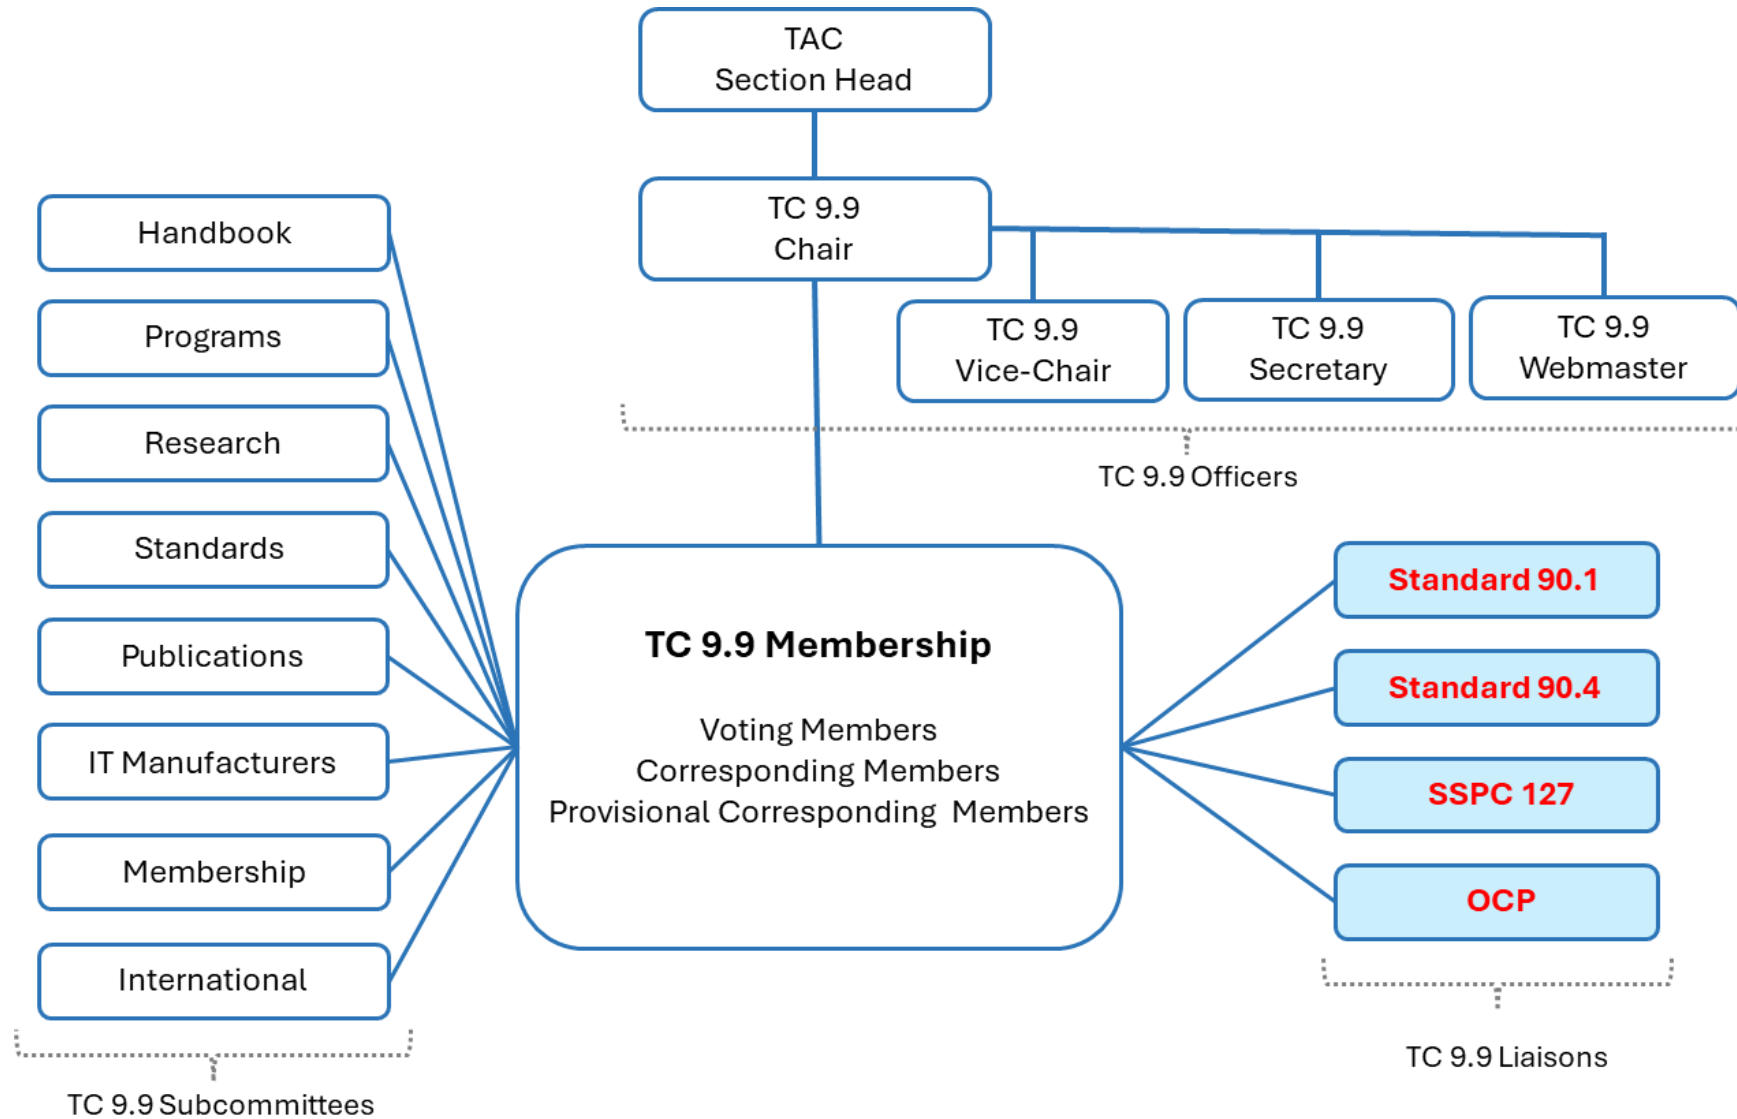 TAC
Section Head
TC 9.9
Chair
TC 9.9
Vice-Chair
TC 9.9
Secretary
TC 9.9
Webmaster
TC 9.9 Officers
Handbook
Programs
Research
Standards
Publications
IT Manufacturers
Membership
International
TC 9.9 Subcommittees
TC 9.9 Membership
Voting Members
Corresponding Members
Provisional Corresponding Members
Standard 90.1
Standard 90.4
SSPC 127
OCP
TC 9.9 Liaisons